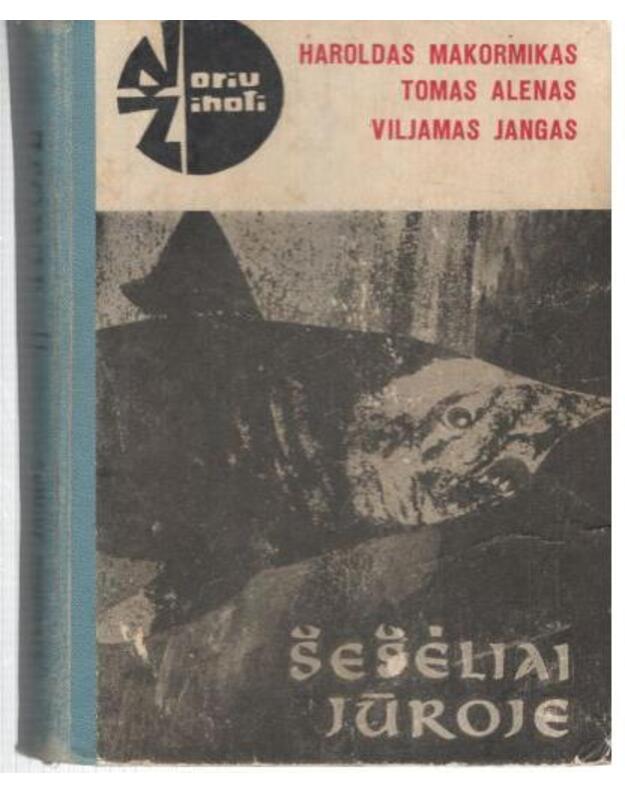 Noriu
Žinoti
HAROLDAS MAKORMIKAS
TOMAS ALENAS
VILJAMAS JANGAS
ŠEŠĖLIAI
JŪROJE